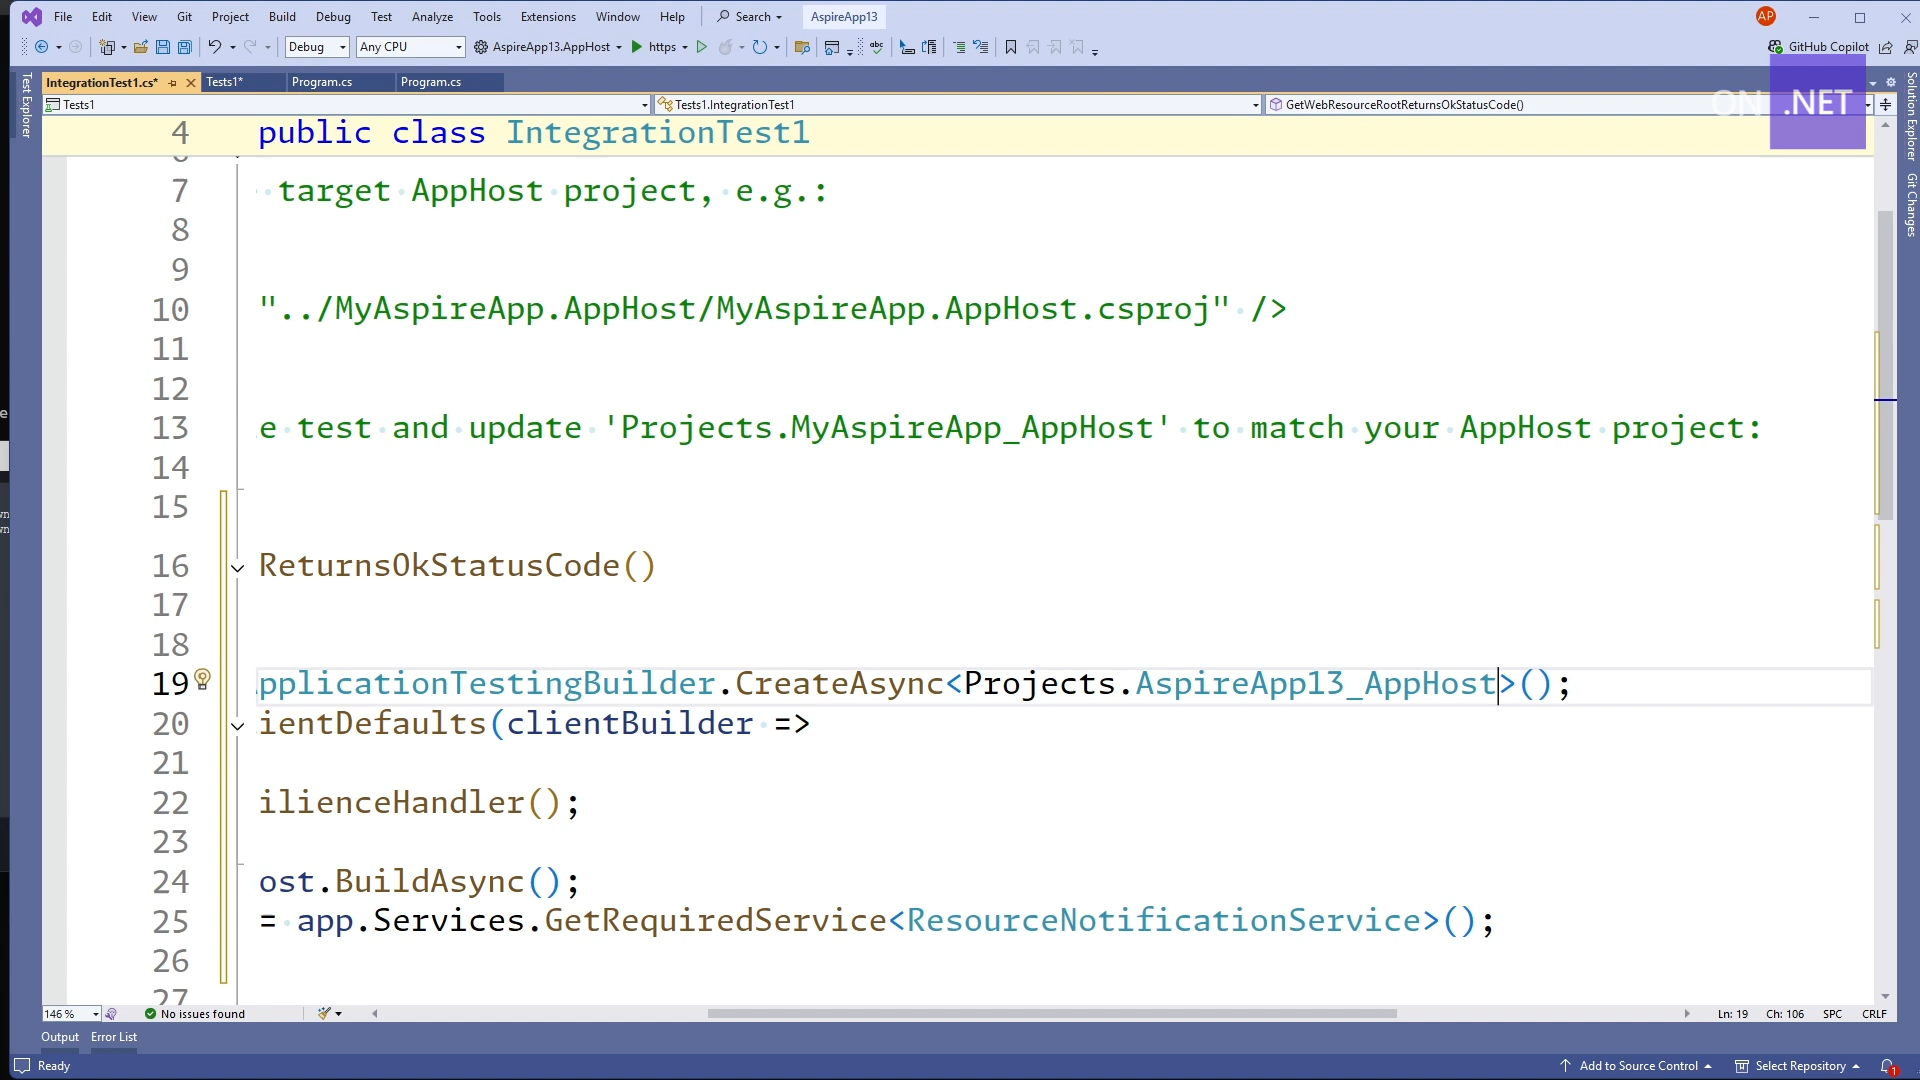 File Edit View Git Project Build Debug Test Analyze Tools Extensions Window Help Search AspireApp13 AP
Debug Any CPU AspireApp13.AppHost https GitHub Copilot
IntegrationTest1.cs* Tests1* Program.cs Program.cs
Tests1 Tests1.IntegrationTest1 GetWebResourceRootReturnsOkStatusCode()
ON .NET
Test Explorer
Solution Explorer
Git Changes
4 public class IntegrationTest1
7 target AppHost project, e.g.:
8
9
10 "../MyAspireApp.AppHost/MyAspireApp.AppHost.csproj" />
11
12
13 e test and update 'Projects.MyAspireApp_AppHost' to match your AppHost project:
14
15
16 ReturnsOkStatusCode()
17
18
19 pplicationTestingBuilder.CreateAsync<Projects.AspireApp13_AppHost>();
20 ientDefaults(clientBuilder =>
21
22 ilienceHandler();
23
24 ost.BuildAsync();
25 = app.Services.GetRequiredService<ResourceNotificationService>();
26
27
146 % No issues found Ln: 19 Ch: 106 SPC CRLF
Output Error List
Ready Add to Source Control Select Repository 1